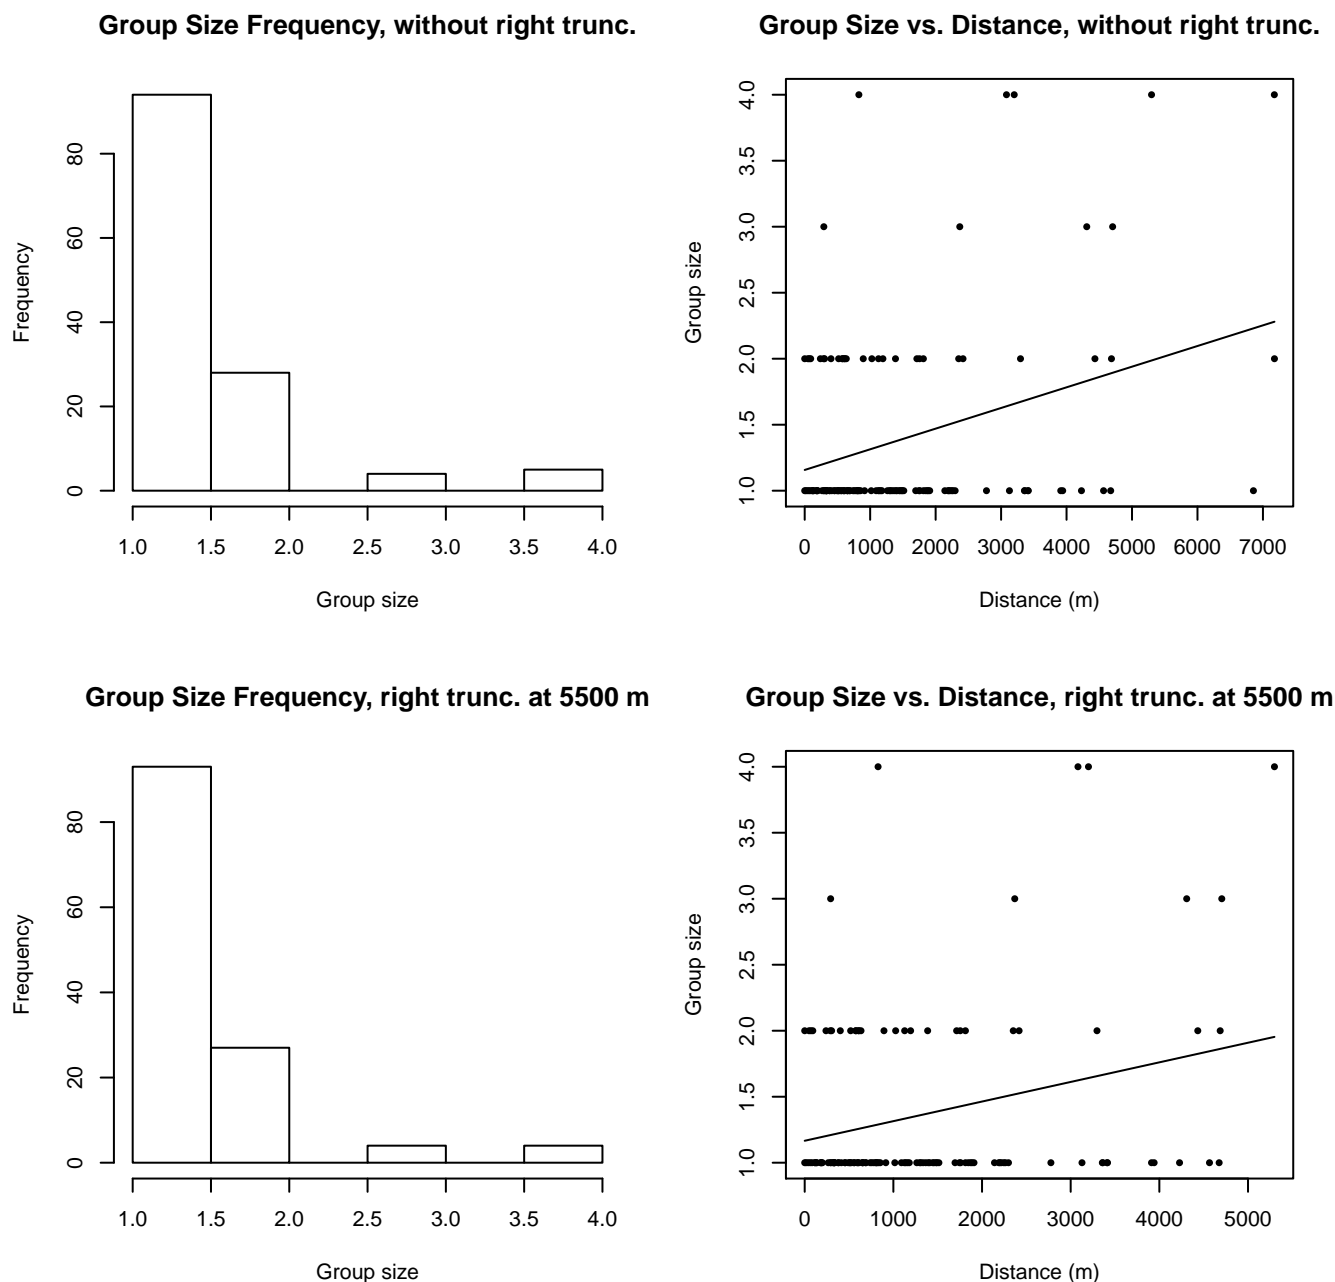 Group Size Frequency, without right trunc.
Frequency
0 20 40 60 80
1.0 1.5 2.0 2.5 3.0 3.5 4.0
Group size
Group Size vs. Distance, without right trunc.
Group size
1.0 1.5 2.0 2.5 3.0 3.5 4.0
0 1000 2000 3000 4000 5000 6000 7000
Distance (m)
Group Size Frequency, right trunc. at 5500 m
Frequency
0 20 40 60 80
1.0 1.5 2.0 2.5 3.0 3.5 4.0
Group size
Group Size vs. Distance, right trunc. at 5500 m
Group size
1.0 1.5 2.0 2.5 3.0 3.5 4.0
0 1000 2000 3000 4000 5000
Distance (m)